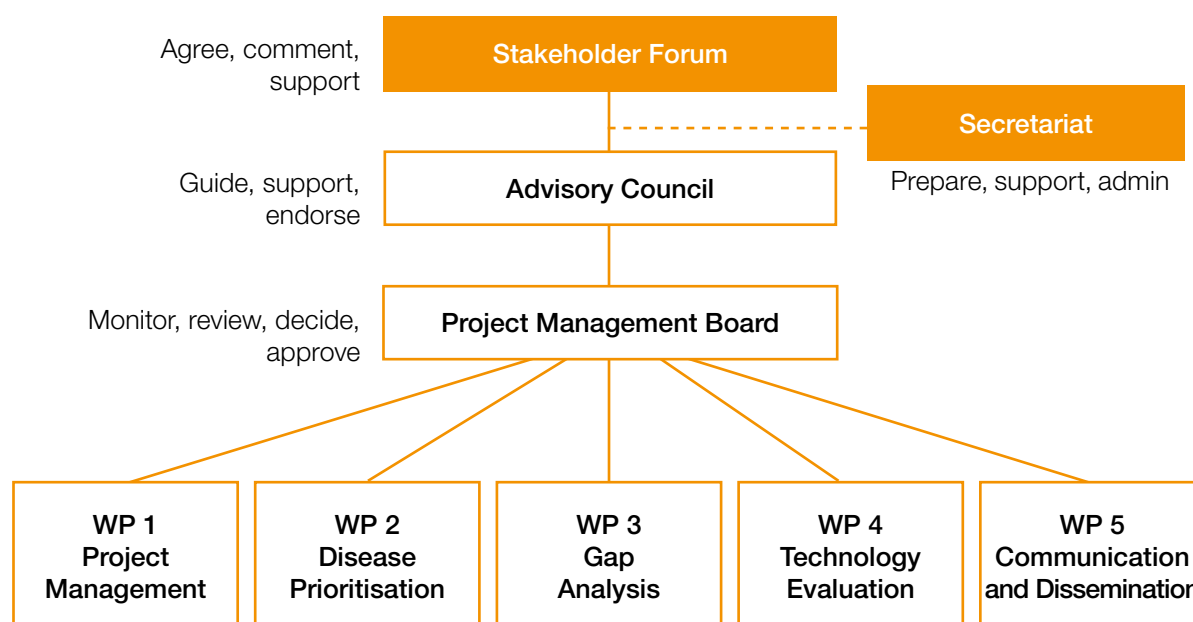 Agree, comment,
support
Stakeholder Forum
Secretariat
Prepare, support, admin
Guide, support,
endorse
Advisory Council
Monitor, review, decide,
approve
Project Management Board
WP 1
Project
Management
WP 2
Disease
Prioritisation
WP 3
Gap
Analysis
WP 4
Technology
Evaluation
WP 5
Communication
and Dissemination